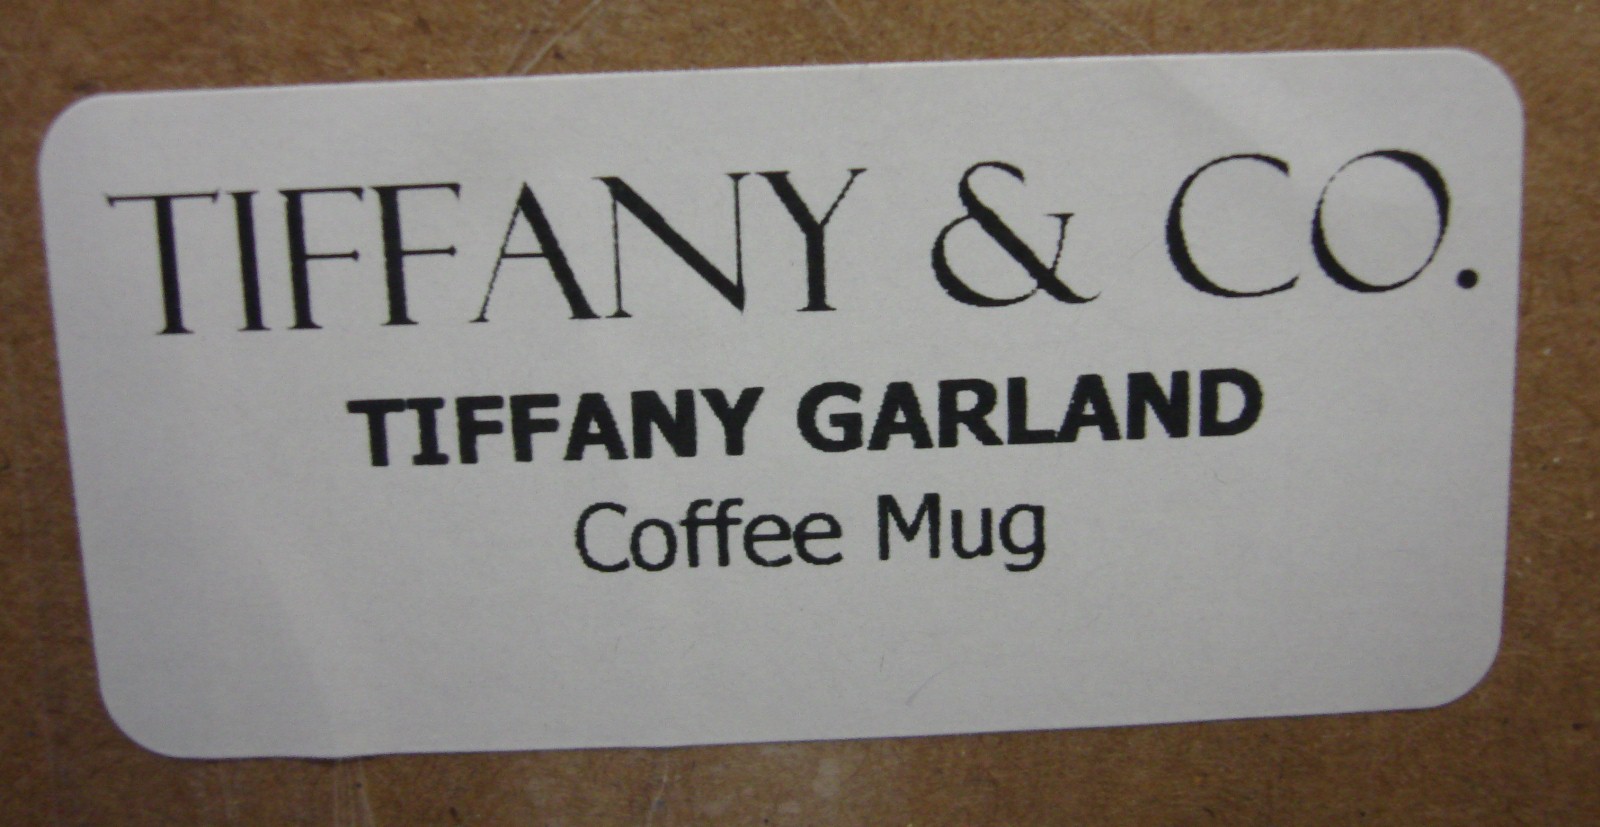 TIFFANY & CO.
TIFFANY GARLAND
Coffee Mug